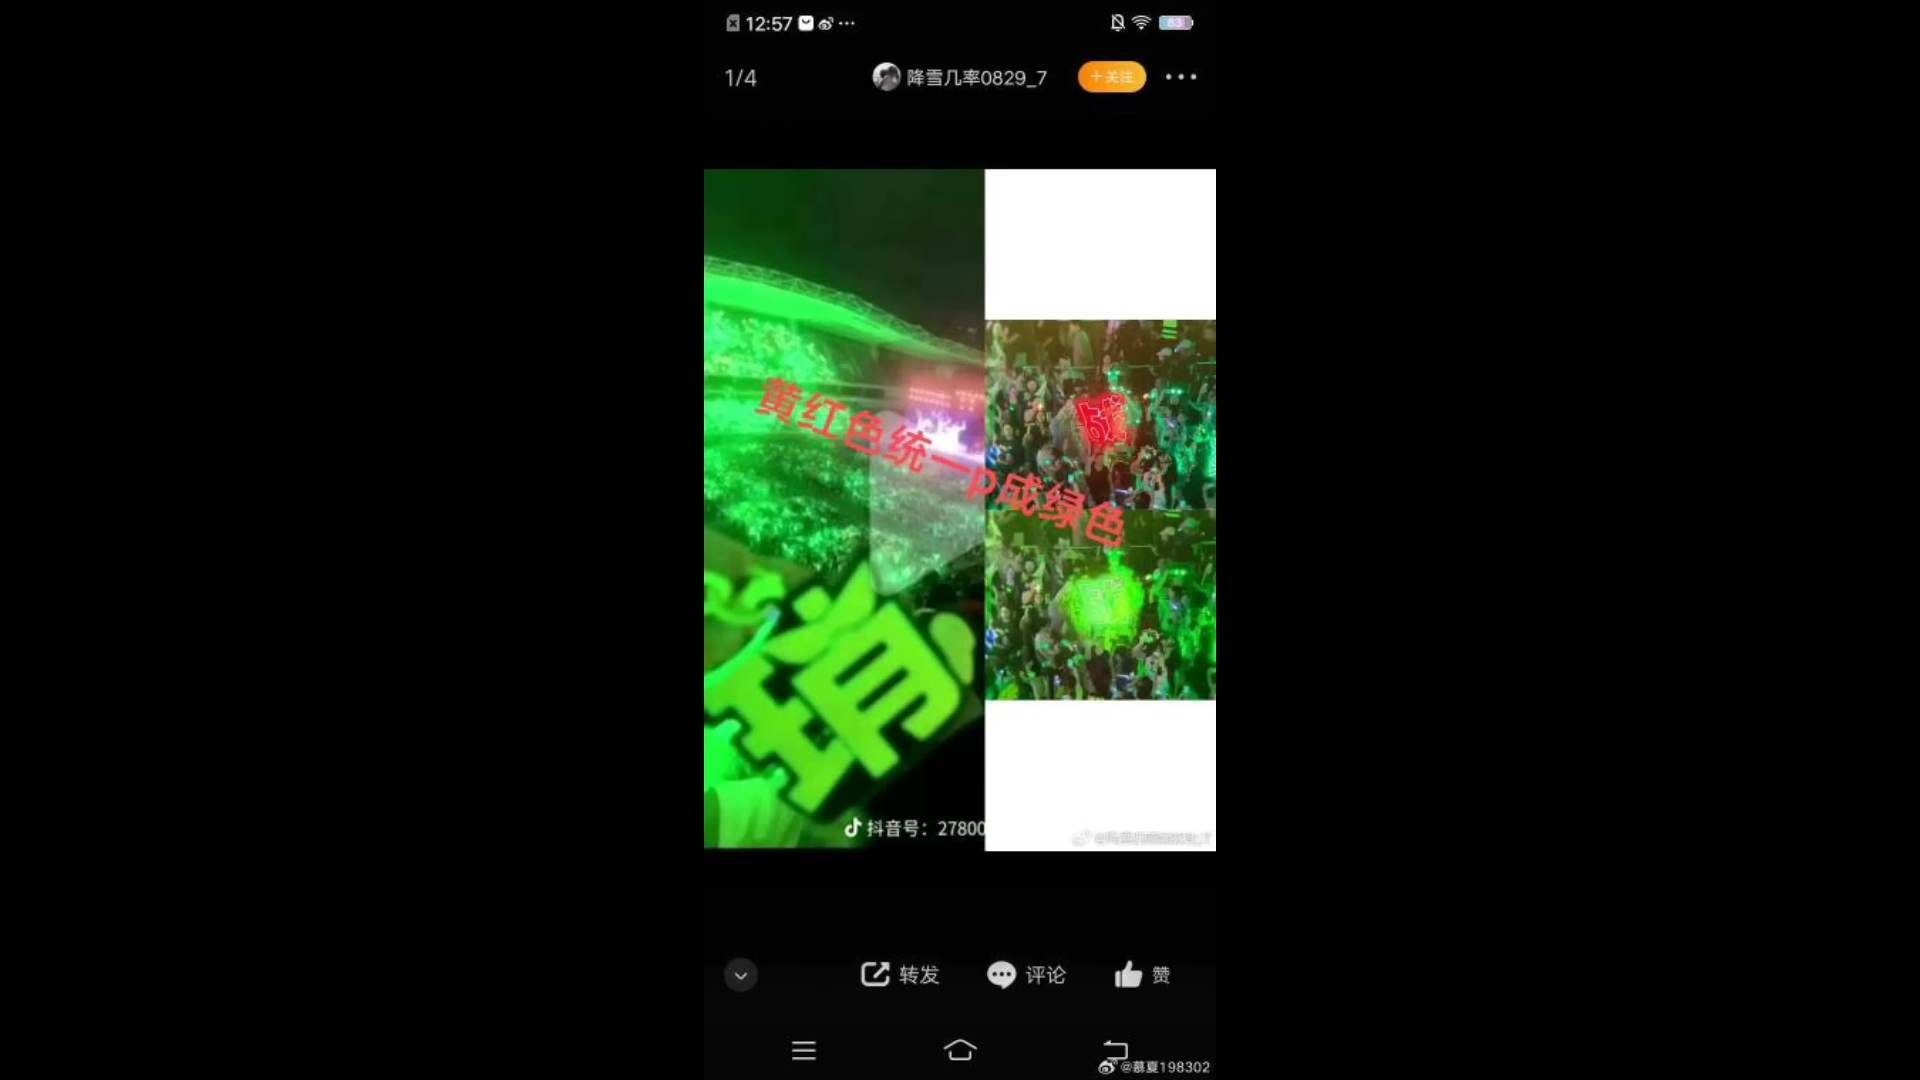 12:57
83
1/4
降雪几率0829_7
+关注
黄红色统一p成绿色
战
抖音号：27800
转发
评论
赞
@慕夏198302